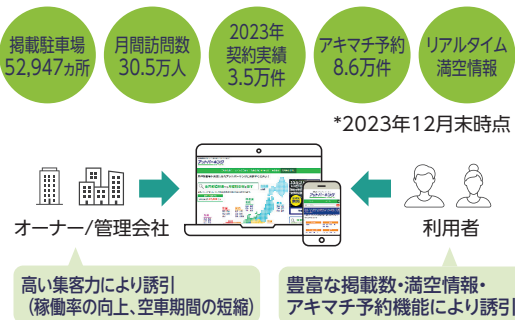 掲載駐車場
52,947ヵ所
月間訪問数
30.5万人
2023年
契約実績
3.5万件
アキマチ予約
8.6万件
リアルタイム
満空情報
*2023年12月末時点
オーナー/管理会社
利用者
高い集客力により誘引
（稼働率の向上、空車期間の短縮）
豊富な掲載数・満空情報・
アキマチ予約機能により誘引